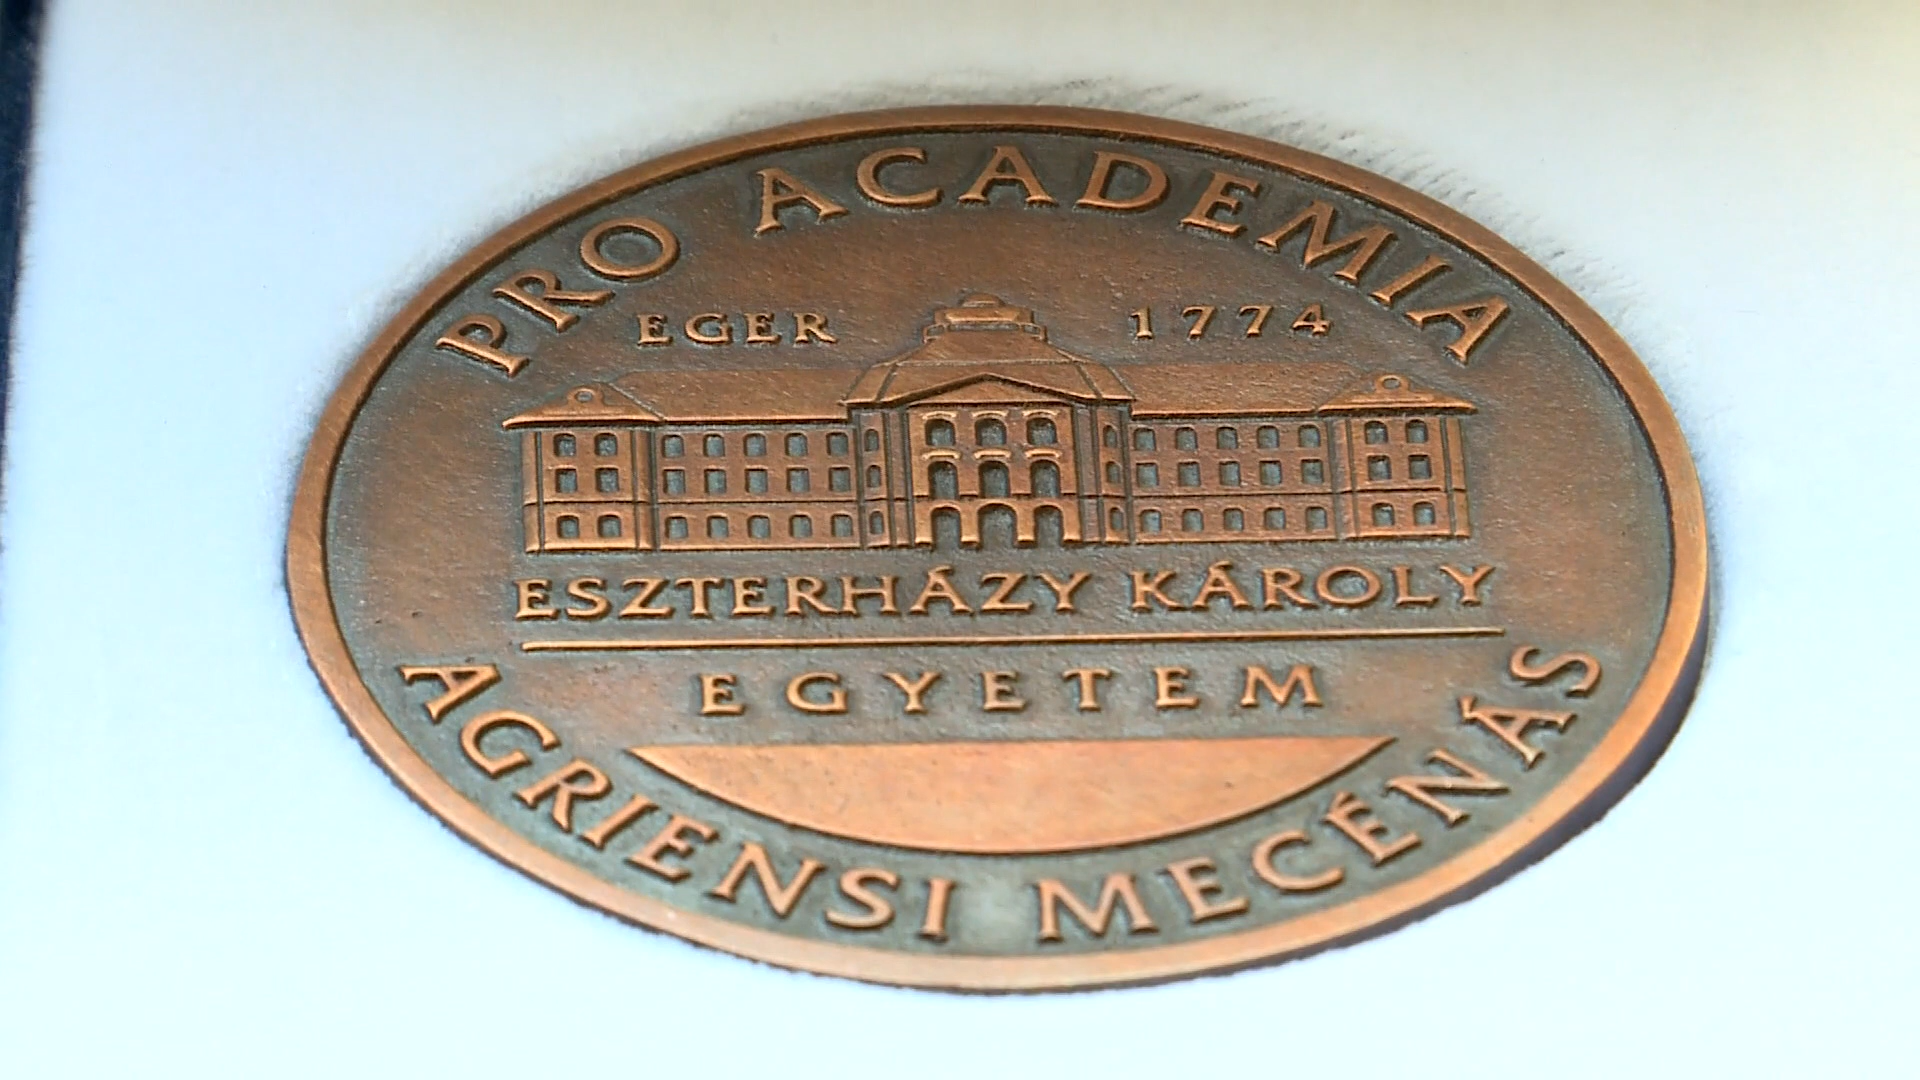 PRO ACADEMIA
EGER 1774
ESZTERHÁZY KÁROLY
EGYETEM
AGRIENSI MECÉNÁS